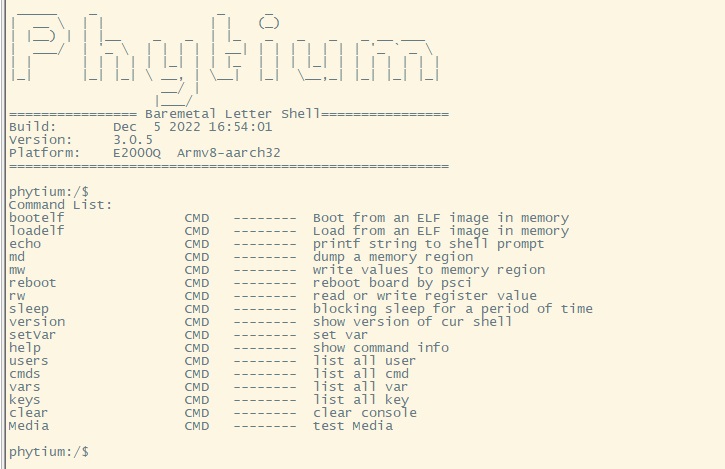 Phytium
================ Baremetal Letter Shell================
Build:       Dec  5 2022 16:54:01
Version:     3.0.5
Platform:    E2000Q  Armv8-aarch32
=======================================================
phytium:/$
Command List:
bootelf               CMD   --------  Boot from an ELF image in memory
loadelf               CMD   --------  Load from an ELF image in memory
echo                  CMD   --------  printf string to shell prompt
md                    CMD   --------  dump a memory region
mw                    CMD   --------  write values to memory region
reboot                CMD   --------  reboot board by psci
rw                    CMD   --------  read or write register value
sleep                 CMD   --------  blocking sleep for a period of time
version               CMD   --------  show version of cur shell
setVar                CMD   --------  set var
help                  CMD   --------  show command info
users                 CMD   --------  list all user
cmds                  CMD   --------  list all cmd
vars                  CMD   --------  list all var
keys                  CMD   --------  list all key
clear                 CMD   --------  clear console
Media                 CMD   --------  test Media
phytium:/$